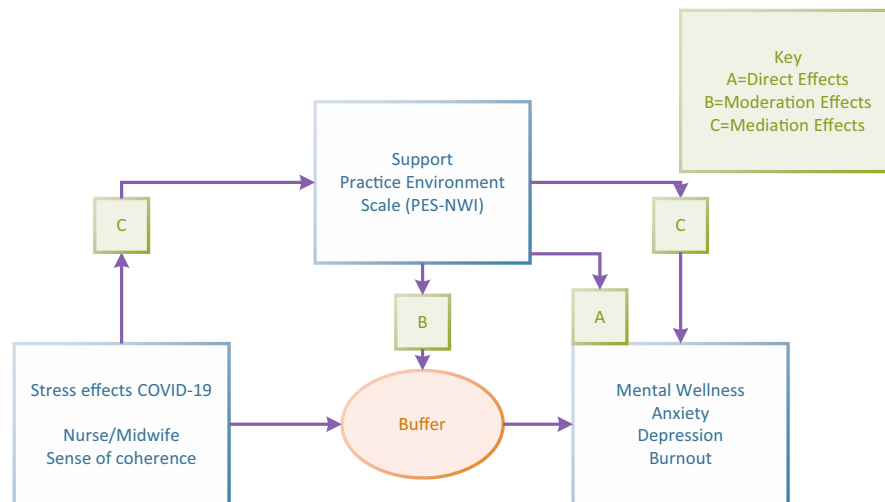 Key
A=Direct Effects
B=Moderation Effects
C=Mediation Effects
Support
Practice Environment
Scale (PES-NWI)
C
C
B
A
Stress effects COVID-19
Nurse/Midwife
Sense of coherence
Buffer
Mental Wellness
Anxiety
Depression
Burnout